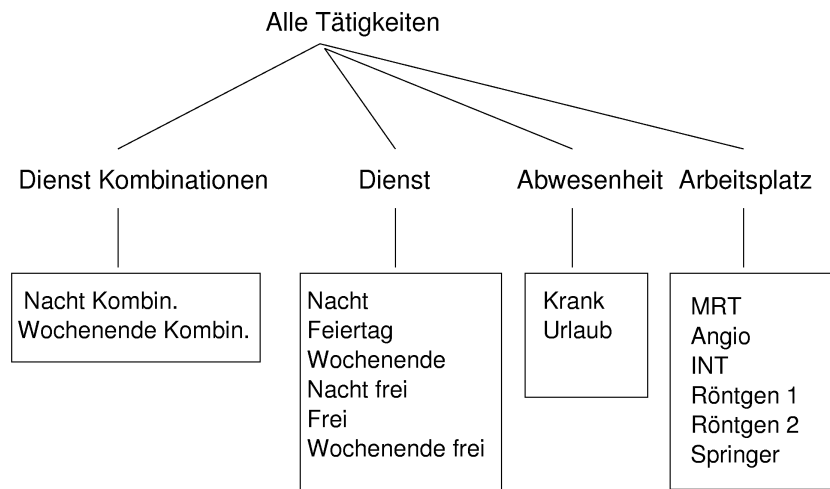 Alle Tätigkeiten
Dienst Kombinationen
Dienst
Abwesenheit
Arbeitsplatz
Nacht Kombin.
Wochenende Kombin.
Nacht
Feiertag
Wochenende
Nacht frei
Frei
Wochenende frei
Krank
Urlaub
MRT
Angio
INT
Röntgen 1
Röntgen 2
Springer